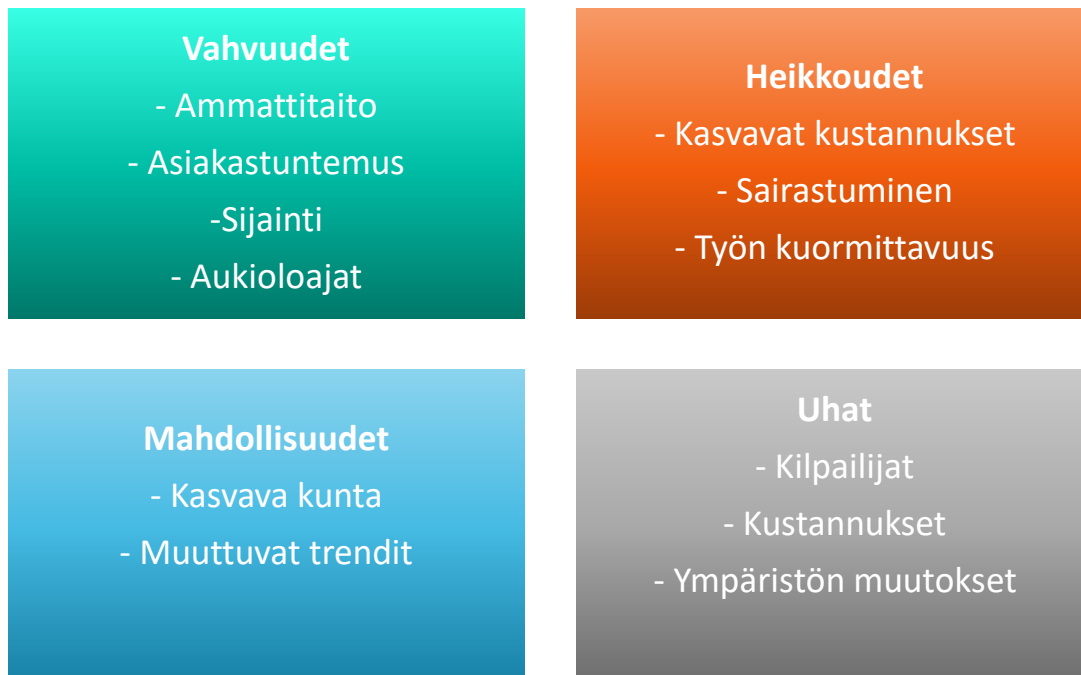 Vahvuudet
- Ammattitaito
- Asiakastuntemus
-Sijainti
- Aukioloajat
Heikkoudet
- Kasvavat kustannukset
- Sairastuminen
- Työn kuormittavuus
Mahdollisuudet
- Kasvava kunta
- Muuttuvat trendit
Uhat
- Kilpailijat
- Kustannukset
- Ympäristön muutokset